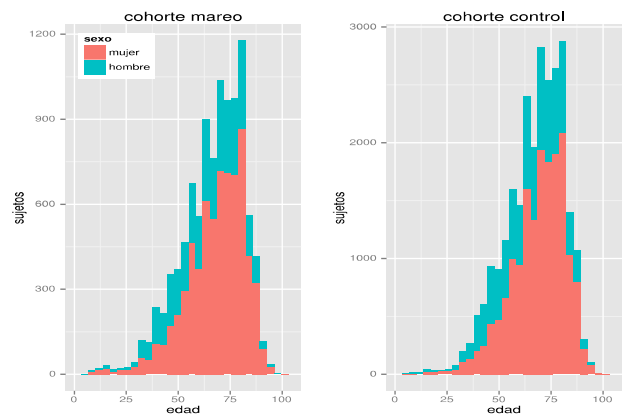 cohorte mareo
cohorte control
sexo
mujer
hombre
1200
900
600
300
0
sujetos
0
25
50
75
100
edad
3000
2000
1000
0
sujetos
0
25
50
75
100
edad